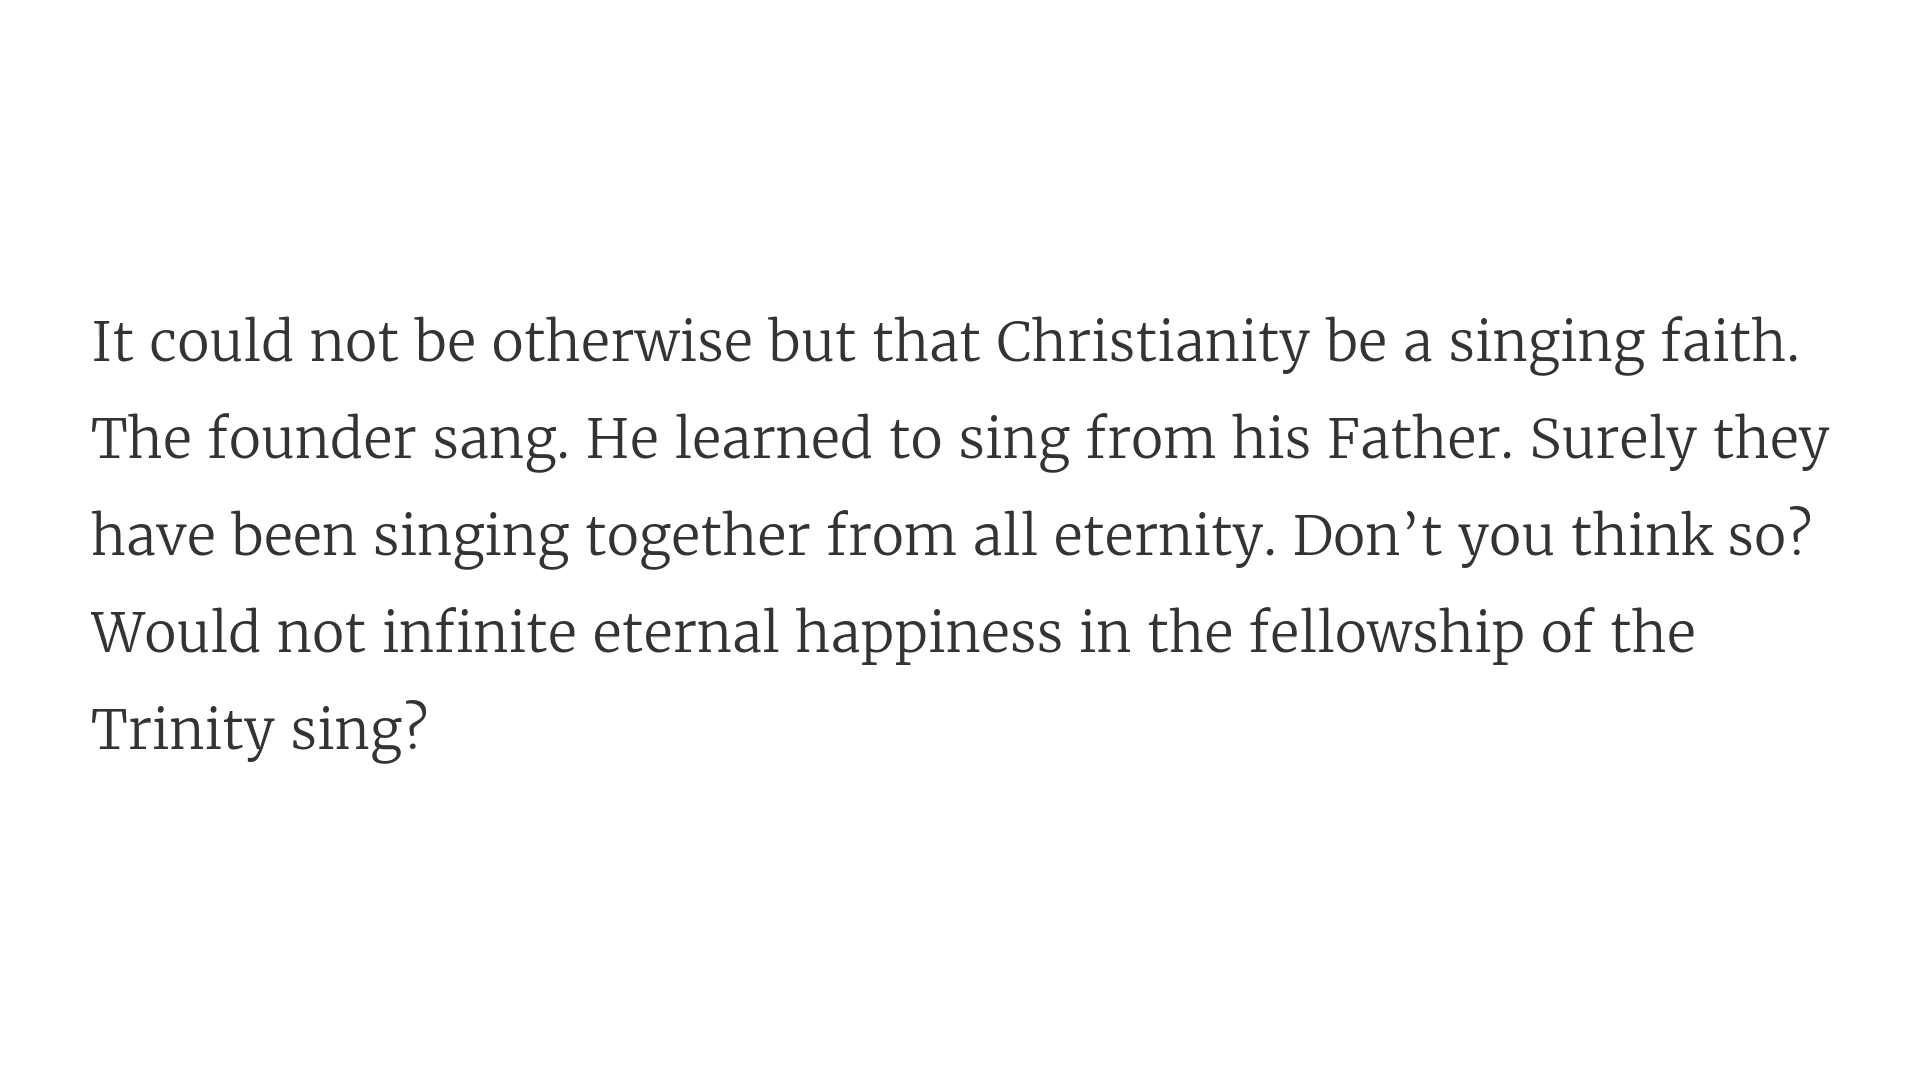 It could not be otherwise but that Christianity be a singing faith.
The founder sang. He learned to sing from his Father. Surely they
have been singing together from all eternity. Don’t you think so?
Would not infinite eternal happiness in the fellowship of the
Trinity sing?